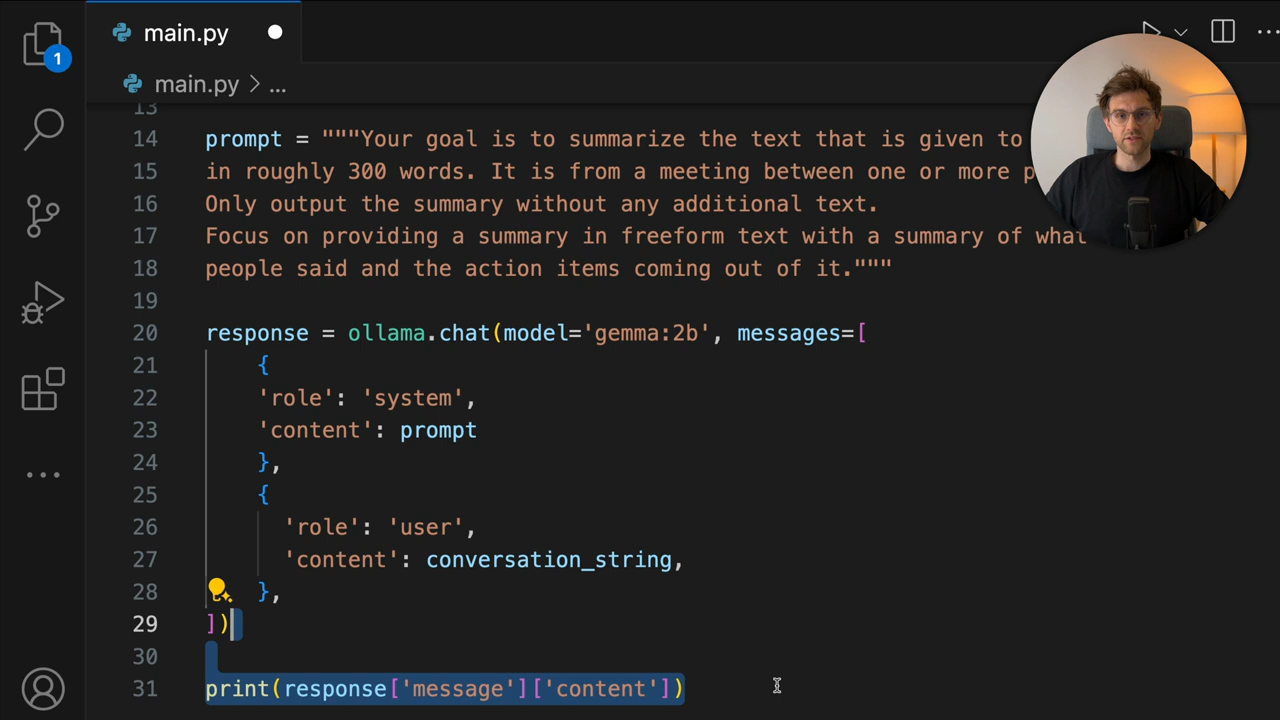 main.py
1
main.py > ...
13
14 prompt = """Your goal is to summarize the text that is given to
15 in roughly 300 words. It is from a meeting between one or more p
16 Only output the summary without any additional text.
17 Focus on providing a summary in freeform text with a summary of what
18 people said and the action items coming out of it."""
19
20 response = ollama.chat(model='gemma:2b', messages=[
21 {
22 'role': 'system',
23 'content': prompt
24 },
25 {
26 'role': 'user',
27 'content': conversation_string,
28 },
29 ])
30
31 print(response['message']['content'])